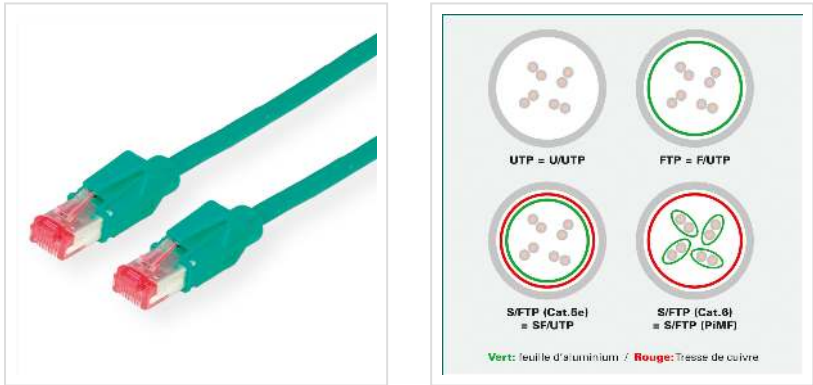 UTP = U/UTP
FTP = F/UTP
S/FTP (Cat.5e)
= SF/UTP
S/FTP (Cat.6)
= S/FTP (PiMF)
Vert: feuille d'aluminium / Rouge: Tresse de cuivre